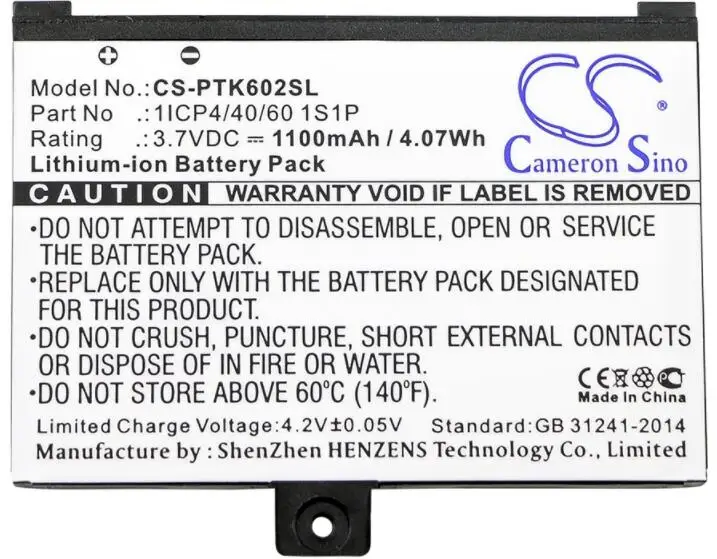 + −
Model No.:CS-PTK602SL
Part No .:1ICP4/40/60 1S1P
Rating .:3.7VDC ⎓ 1100mAh / 4.07Wh
Lithium-ion Battery Pack
CS
Cameron Sino
CAUTION WARRANTY VOID IF LABEL IS REMOVED
•DO NOT ATTEMPT TO DISASSEMBLE, OPEN OR SERVICE
THE BATTERY PACK.
•REPLACE ONLY WITH THE BATTERY PACK DESIGNATED
FOR THIS PRODUCT.
•DO NOT CRUSH, PUNCTURE, SHORT EXTERNAL CONTACTS
OR DISPOSE OF IN FIRE OR WATER.
•DO NOT STORE ABOVE 60°C (140°F).
CE
Made In China
Limited Charge Voltage:4.2V±0.05V Standard:GB 31241-2014
Manufacture by : ShenZhen HENZENS Technology Co., Limited